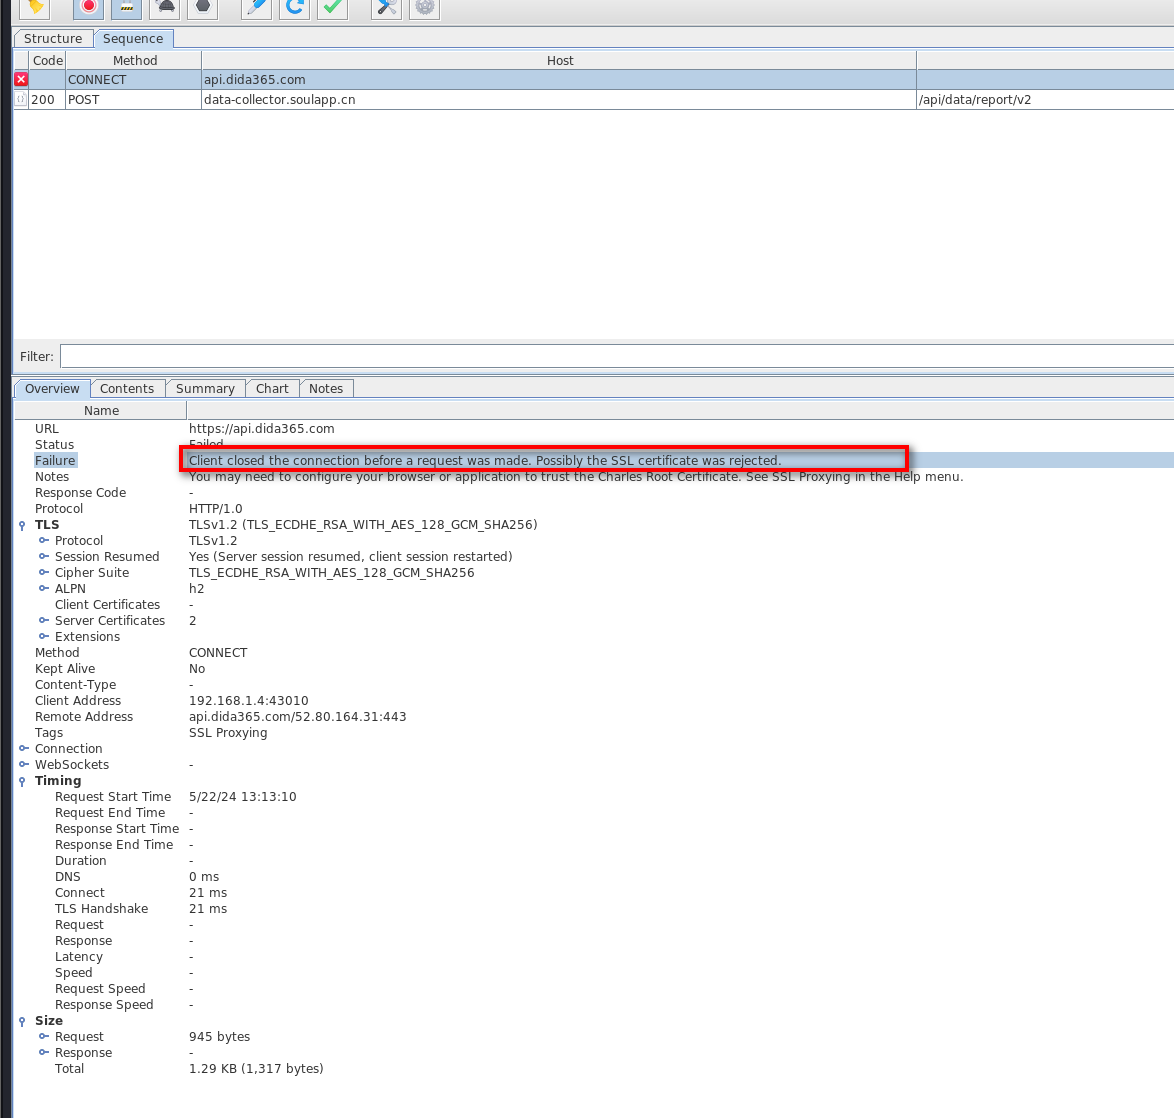 Structure Sequence
Code Method Host
CONNECT api.dida365.com
200 POST data-collector.soulapp.cn /api/data/report/v2
Filter:
Overview Contents Summary Chart Notes
Name
URL https://api.dida365.com
Status Failed
Failure Client closed the connection before a request was made. Possibly the SSL certificate was rejected.
Notes You may need to configure your browser or application to trust the Charles Root Certificate. See SSL Proxying in the Help menu.
Response Code -
Protocol HTTP/1.0
TLS TLSv1.2 (TLS_ECDHE_RSA_WITH_AES_128_GCM_SHA256)
Protocol TLSv1.2
Session Resumed Yes (Server session resumed, client session restarted)
Cipher Suite TLS_ECDHE_RSA_WITH_AES_128_GCM_SHA256
ALPN h2
Client Certificates -
Server Certificates 2
Extensions
Method CONNECT
Kept Alive No
Content-Type -
Client Address 192.168.1.4:43010
Remote Address api.dida365.com/52.80.164.31:443
Tags SSL Proxying
Connection
WebSockets -
Timing
Request Start Time 5/22/24 13:13:10
Request End Time -
Response Start Time -
Response End Time -
Duration -
DNS 0 ms
Connect 21 ms
TLS Handshake 21 ms
Request -
Response -
Latency -
Speed -
Request Speed -
Response Speed -
Size
Request 945 bytes
Response -
Total 1.29 KB (1,317 bytes)